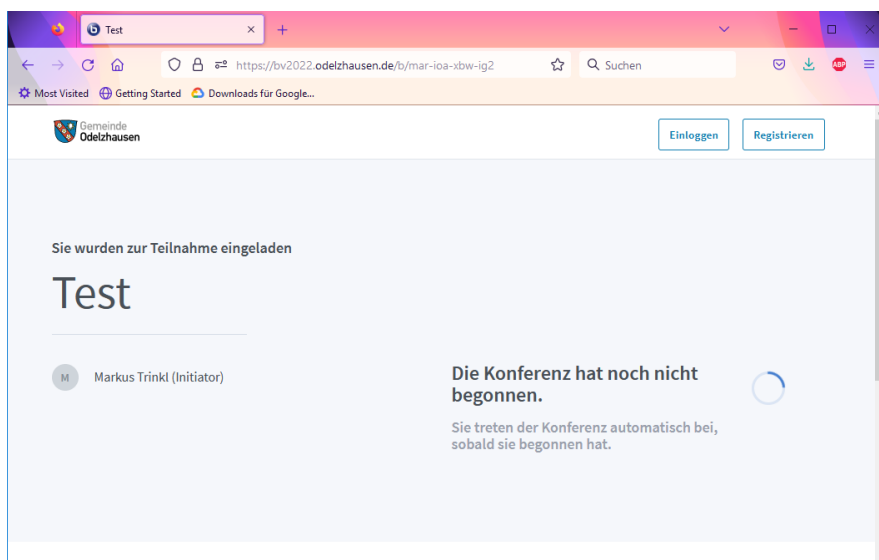 Test
https://bv2022.odelzhausen.de/b/mar-ioa-xbw-ig2
Suchen
ABP
Most Visited
Getting Started
Downloads für Google...
Gemeinde
Odelzhausen
Einloggen
Registrieren
Sie wurden zur Teilnahme eingeladen
Test
M
Markus Trinkl (Initiator)
Die Konferenz hat noch nicht
begonnen.
Sie treten der Konferenz automatisch bei,
sobald sie begonnen hat.